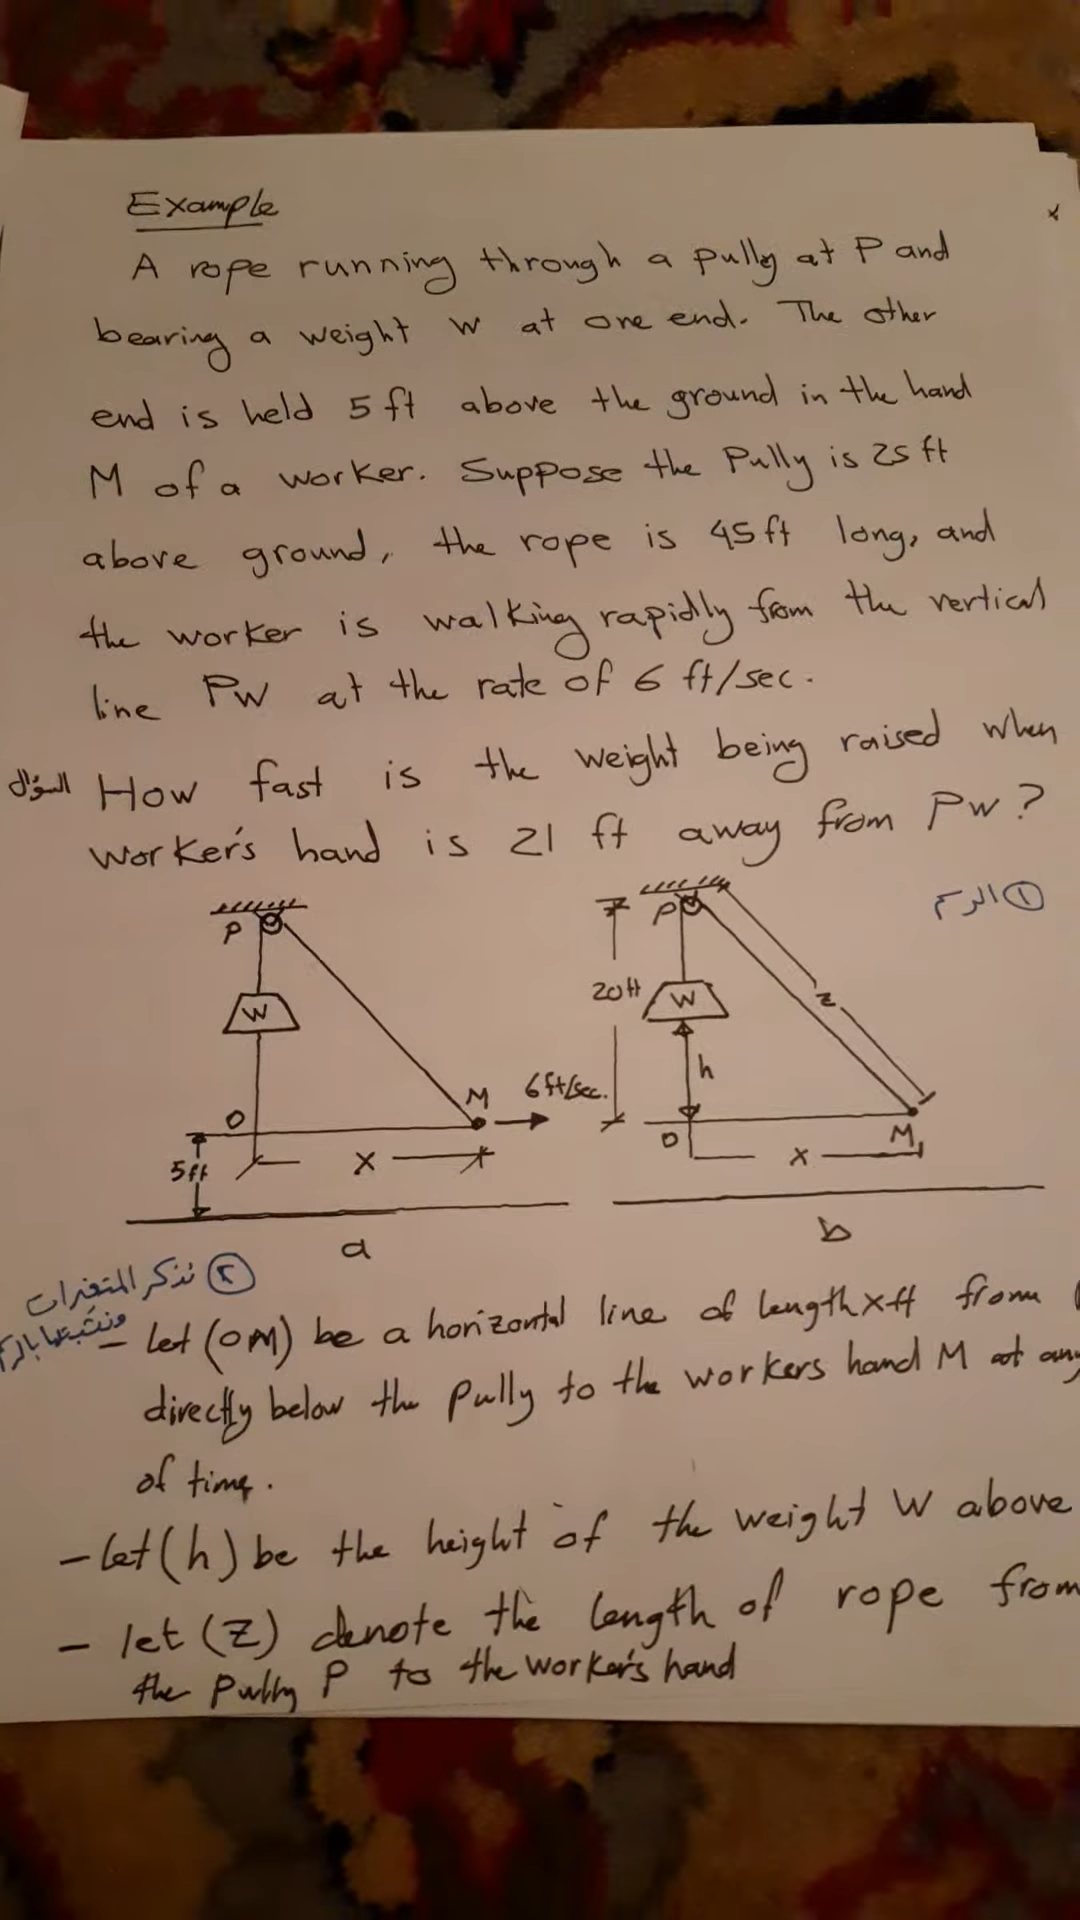 Example
A rope running through a pully at P and
bearing a weight W at one end. The other
end is held 5 ft above the ground in the hand
M of a worker. Suppose the Pully is 25 ft
above ground, the rope is 45 ft long, and
the worker is walking rapidly from the vertical
line PW at the rate of 6 ft/sec.
السؤال How fast is the weight being raised when
worker's hand is 21 ft away from PW?
① الرسم
P
W
O
M
6 ft/sec.
5ft
X
a
P
20ft
W
z
h
O
M
X
b
② نذكر المتغيرات
ونثبتها
- let (OM) be a horizontal line of length x ft from
directly below the pully to the workers hand M at any
of time.
- let (h) be the height of the weight W above
- let (Z) denote the length of rope from
the pully P to the worker's hand